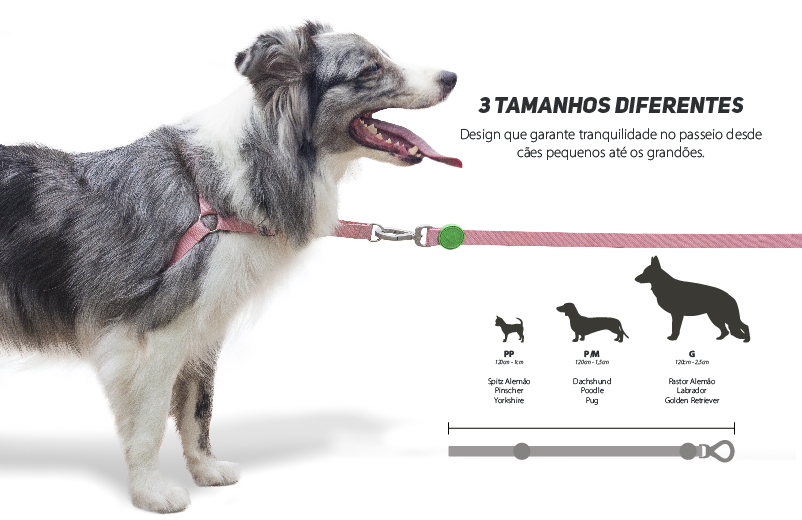 3 TAMANHOS DIFERENTES
Design que garante tranquilidade no passeio desde
cães pequenos até os grandões.
PP
120cm - 1cm
Spitz Alemão
Pinscher
Yorkshire
P/M
120cm - 1,5cm
Dachshund
Poodle
Pug
G
120cm - 2,5cm
Rastor Alemão
Labrador
Golden Retriever